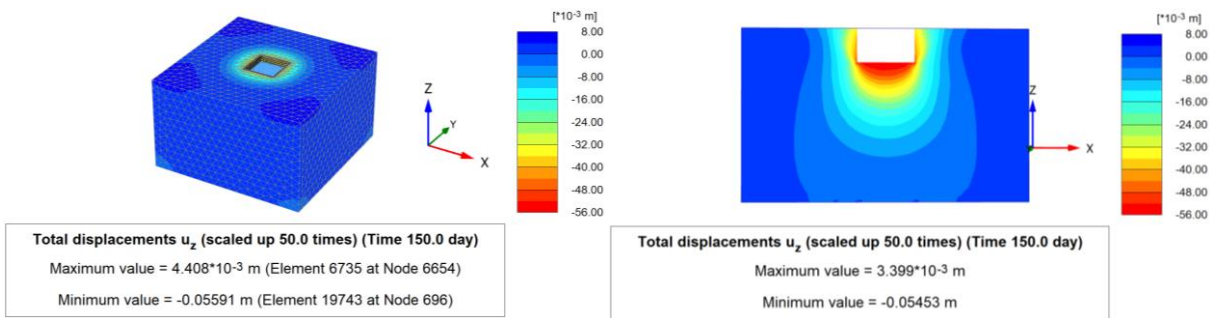 [*10-3 m]
8.00
0.00
-8.00
-16.00
-24.00
-32.00
-40.00
-48.00
-56.00
Z
Y
X
Total displacements uz (scaled up 50.0 times) (Time 150.0 day)
Maximum value = 4.408*10-3 m (Element 6735 at Node 6654)
Minimum value = -0.05591 m (Element 19743 at Node 696)
[*10-3 m]
8.00
0.00
-8.00
-16.00
-24.00
-32.00
-40.00
-48.00
-56.00
Z
X
Total displacements uz (scaled up 50.0 times) (Time 150.0 day)
Maximum value = 3.399*10-3 m
Minimum value = -0.05453 m